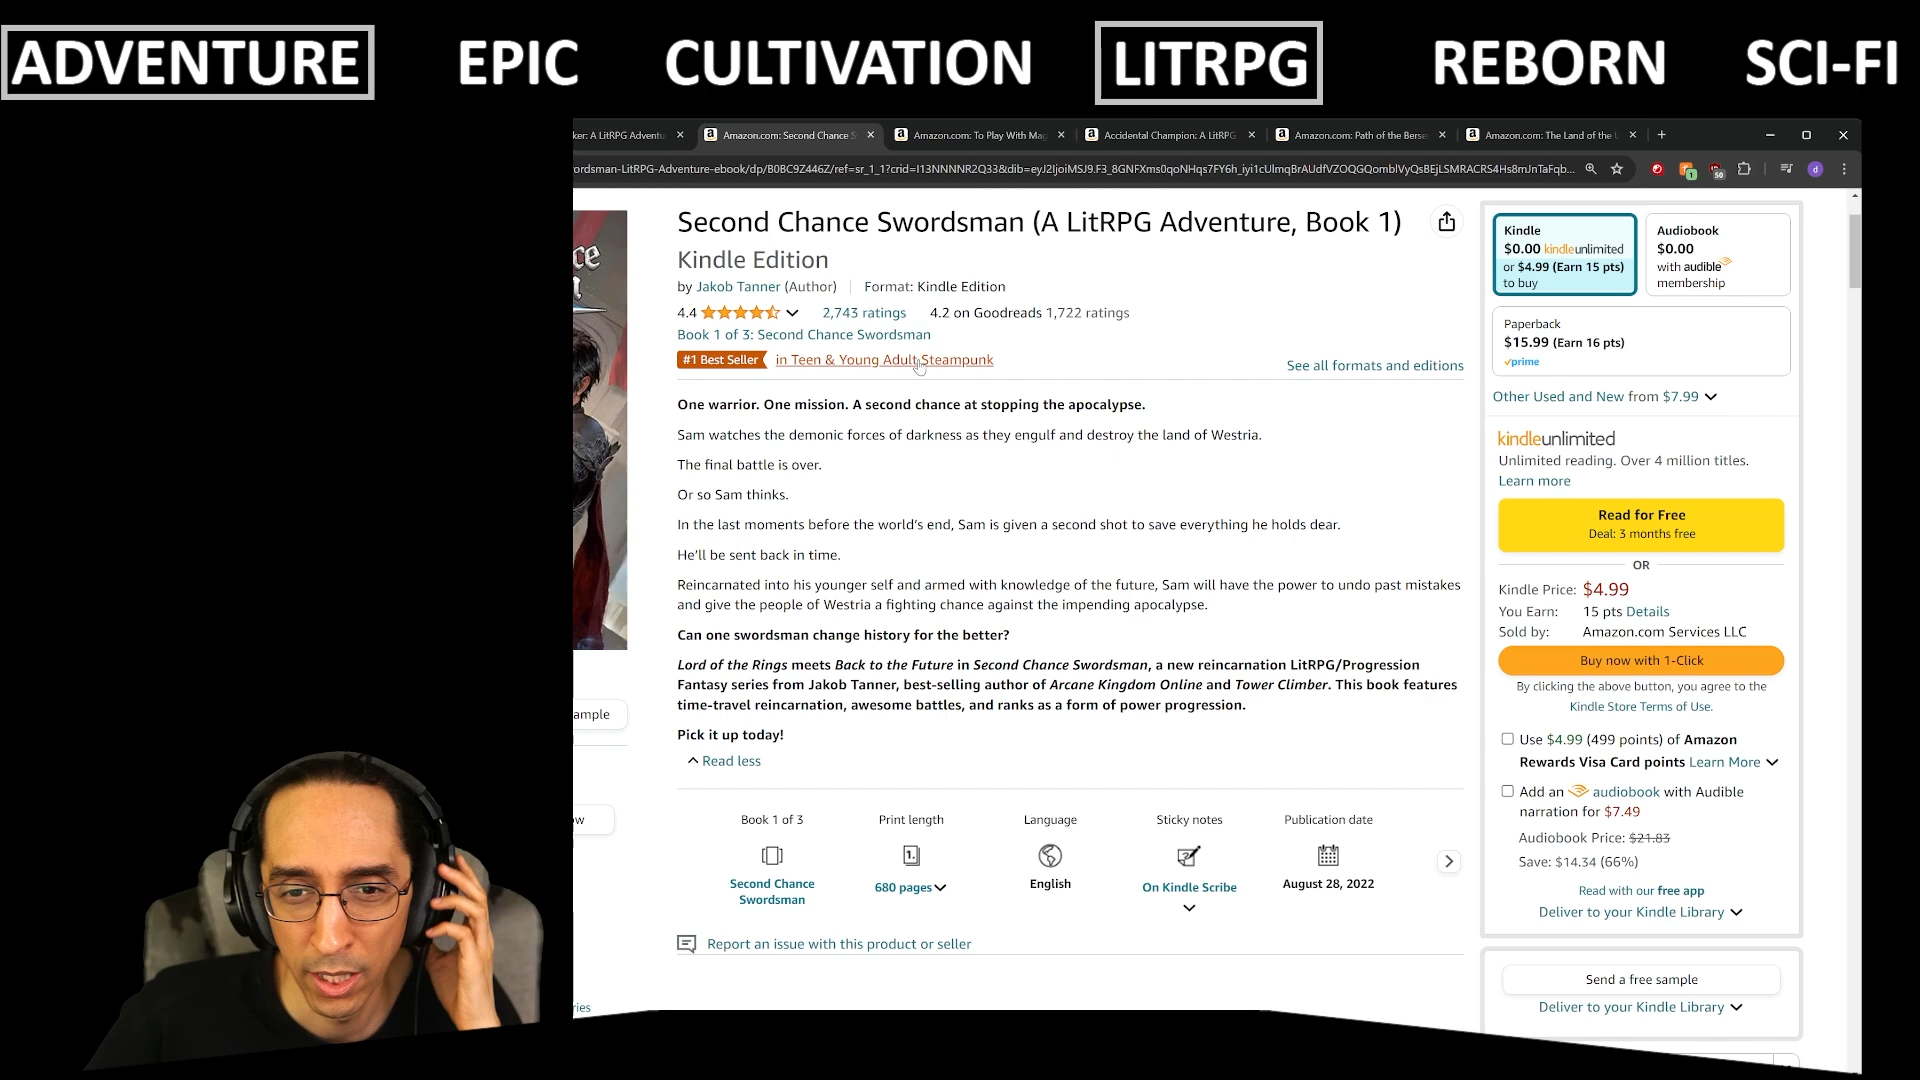 ADVENTURE EPIC CULTIVATION LITRPG REBORN SCI-FI
ker: A LitRPG Adventu Amazon.com: Second Chance S Amazon.com: To Play With Mag Accidental Champion: A LitRPG Amazon.com: Path of the Berse Amazon.com: The Land of the
Second Chance Swordsman (A LitRPG Adventure, Book 1)
Kindle Edition
by Jakob Tanner (Author) Format: Kindle Edition
4.4 2,743 ratings 4.2 on Goodreads 1,722 ratings
Book 1 of 3: Second Chance Swordsman
#1 Best Seller in Teen & Young Adult Steampunk
See all formats and editions
One warrior. One mission. A second chance at stopping the apocalypse.
Sam watches the demonic forces of darkness as they engulf and destroy the land of Westria.
The final battle is over.
Or so Sam thinks.
In the last moments before the world's end, Sam is given a second shot to save everything he holds dear.
He'll be sent back in time.
Reincarnated into his younger self and armed with knowledge of the future, Sam will have the power to undo past mistakes
and give the people of Westria a fighting chance against the impending apocalypse.
Can one swordsman change history for the better?
Lord of the Rings meets Back to the Future in Second Chance Swordsman, a new reincarnation LitRPG/Progression
Fantasy series from Jakob Tanner, best-selling author of Arcane Kingdom Online and Tower Climber. This book features
time-travel reincarnation, awesome battles, and ranks as a form of power progression.
Pick it up today!
Read less
Book 1 of 3 Print length Language Sticky notes Publication date
1.
Second Chance
Swordsman
680 pages
English
On Kindle Scribe
August 28, 2022
Report an issue with this product or seller
ample
ow
ries
Kindle
$0.00 kindleunlimited
or $4.99 (Earn 15 pts)
to buy
Audiobook
$0.00
with audible
membership
Paperback
$15.99 (Earn 16 pts)
prime
Other Used and New from $7.99
kindleunlimited
Unlimited reading. Over 4 million titles.
Learn more
Read for Free
Deal: 3 months free
OR
Kindle Price: $4.99
You Earn: 15 pts Details
Sold by: Amazon.com Services LLC
Buy now with 1-Click
By clicking the above button, you agree to the
Kindle Store Terms of Use.
Use $4.99 (499 points) of Amazon
Rewards Visa Card points Learn More
Add an audiobook with Audible
narration for $7.49
Audiobook Price: $21.83
Save: $14.34 (66%)
Read with our free app
Deliver to your Kindle Library
Send a free sample
Deliver to your Kindle Library